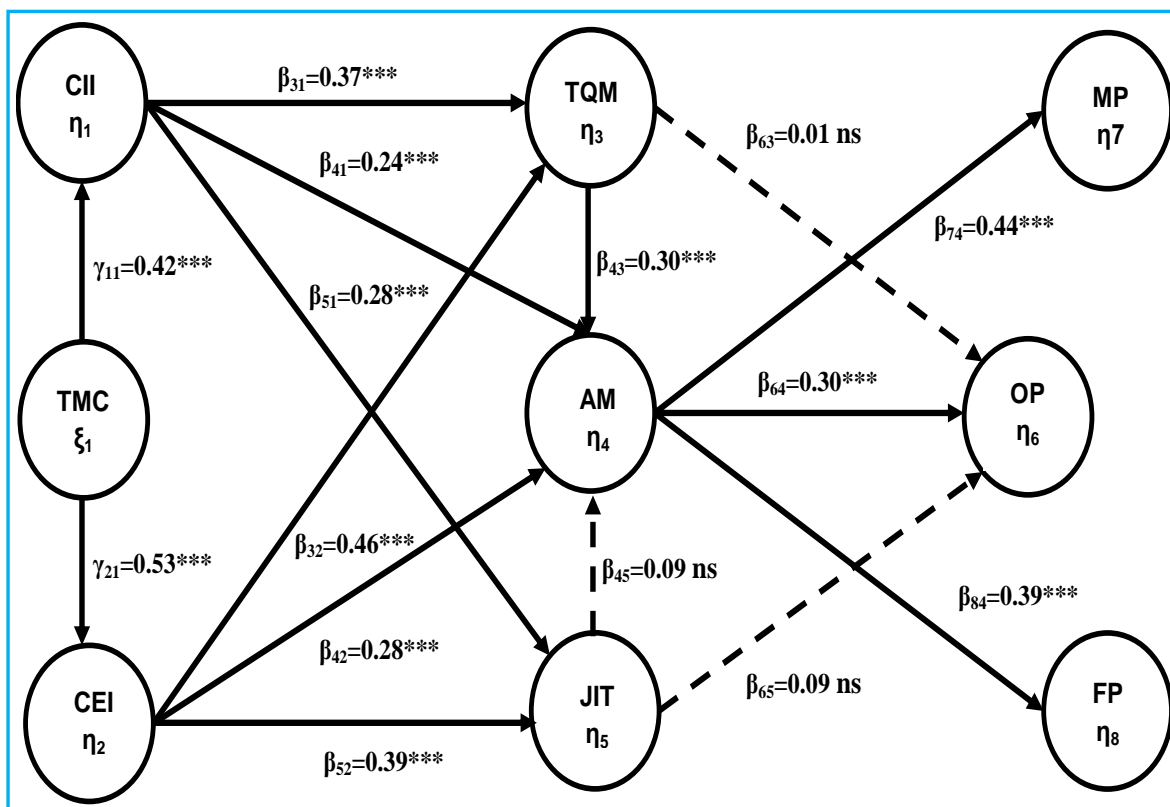 CII
η₁
β₃₁=0.37***
TQM
η₃
MP
η7
β₆₃=0.01 ns
β₄₁=0.24***
β₇₄=0.44***
γ₁₁=0.42***
β₄₃=0.30***
β₅₁=0.28***
TMC
ξ₁
AM
η₄
β₆₄=0.30***
OP
η₆
β₃₂=0.46***
γ₂₁=0.53***
β₄₅=0.09 ns
β₈₄=0.39***
β₄₂=0.28***
β₆₅=0.09 ns
CEI
η₂
JIT
η₅
FP
η₈
β₅₂=0.39***